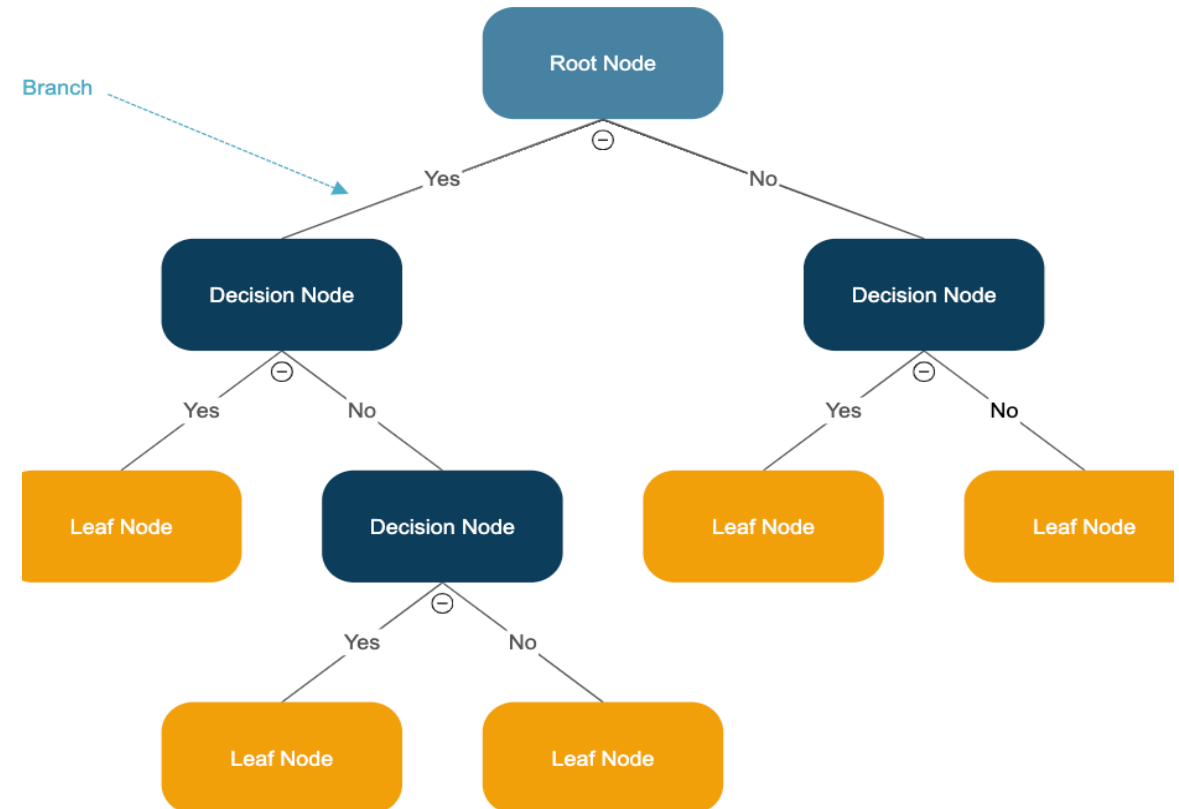 Root Node
Branch
Yes
No
Decision Node
Decision Node
Yes
No
Yes
No
Leaf Node
Decision Node
Leaf Node
Leaf Node
Yes
No
Leaf Node
Leaf Node